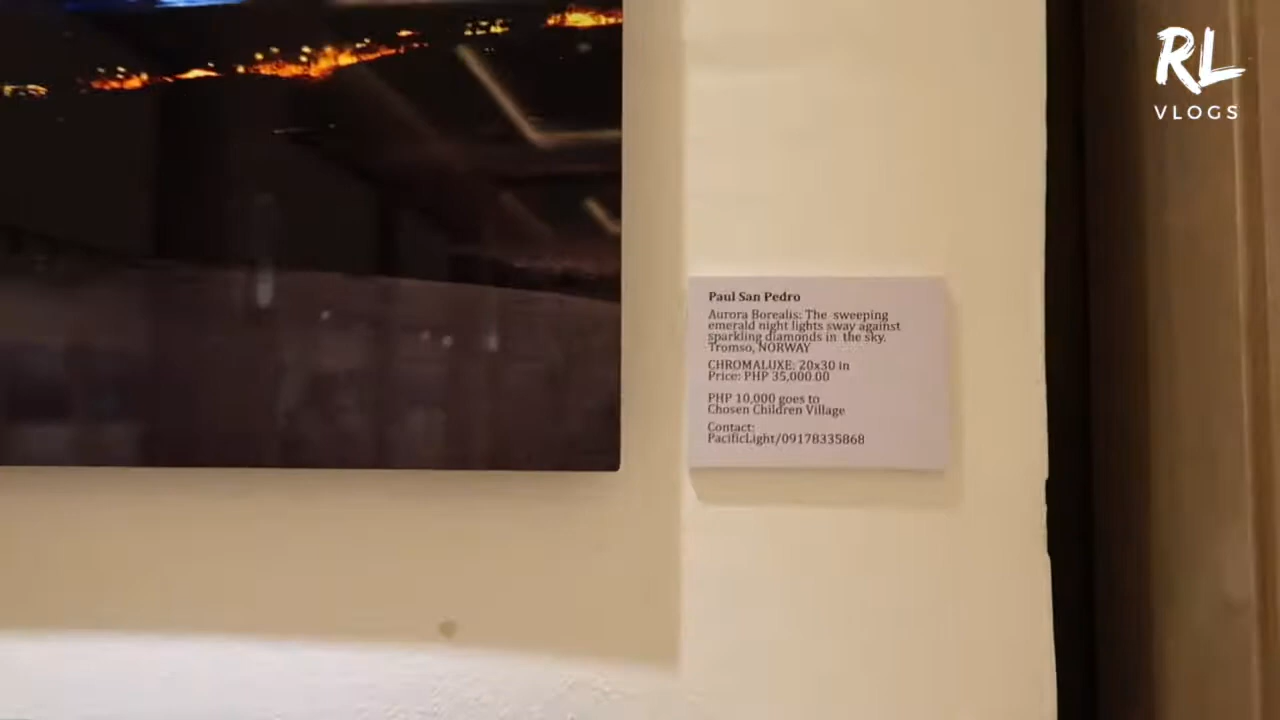 RL
VLOGS
Paul San Pedro
Aurora Borealis: The sweeping
emerald night lights sway against
sparkling diamonds in the sky.
Tromso, NORWAY
CHROMALUXE: 20x30 in
Price: PHP 35,000.00
PHP 10,000 goes to
Chosen Children Village
Contact:
PacificLight/09178335868